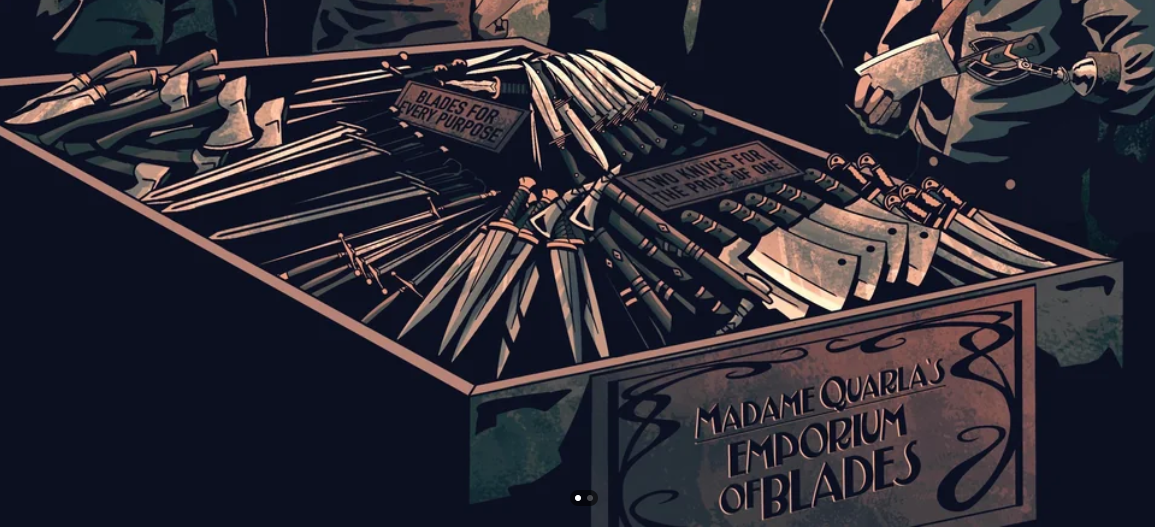 BLADES FOR
EVERY PURPOSE
TWO KNIVES FOR
THE PRICE OF ONE
MADAME QUARLA'S
EMPORIUM
OF BLADES